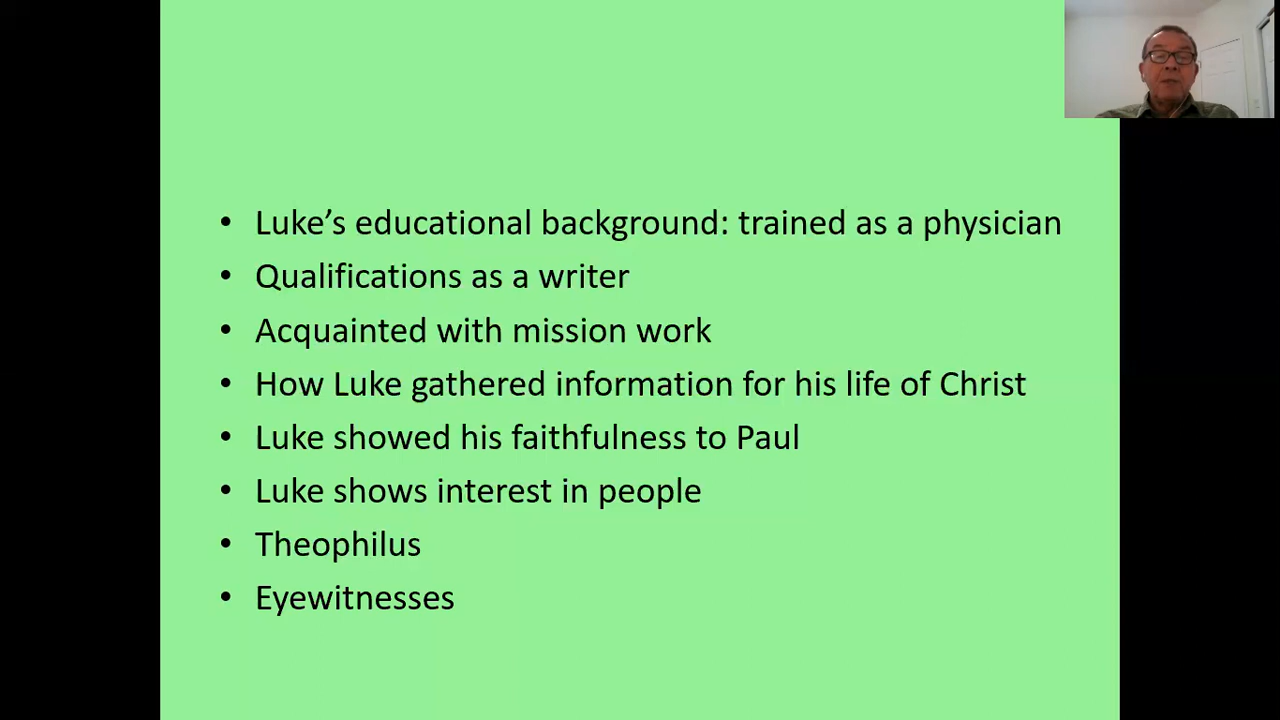 • Luke’s educational background: trained as a physician
• Qualifications as a writer
• Acquainted with mission work
• How Luke gathered information for his life of Christ
• Luke showed his faithfulness to Paul
• Luke shows interest in people
• Theophilus
• Eyewitnesses